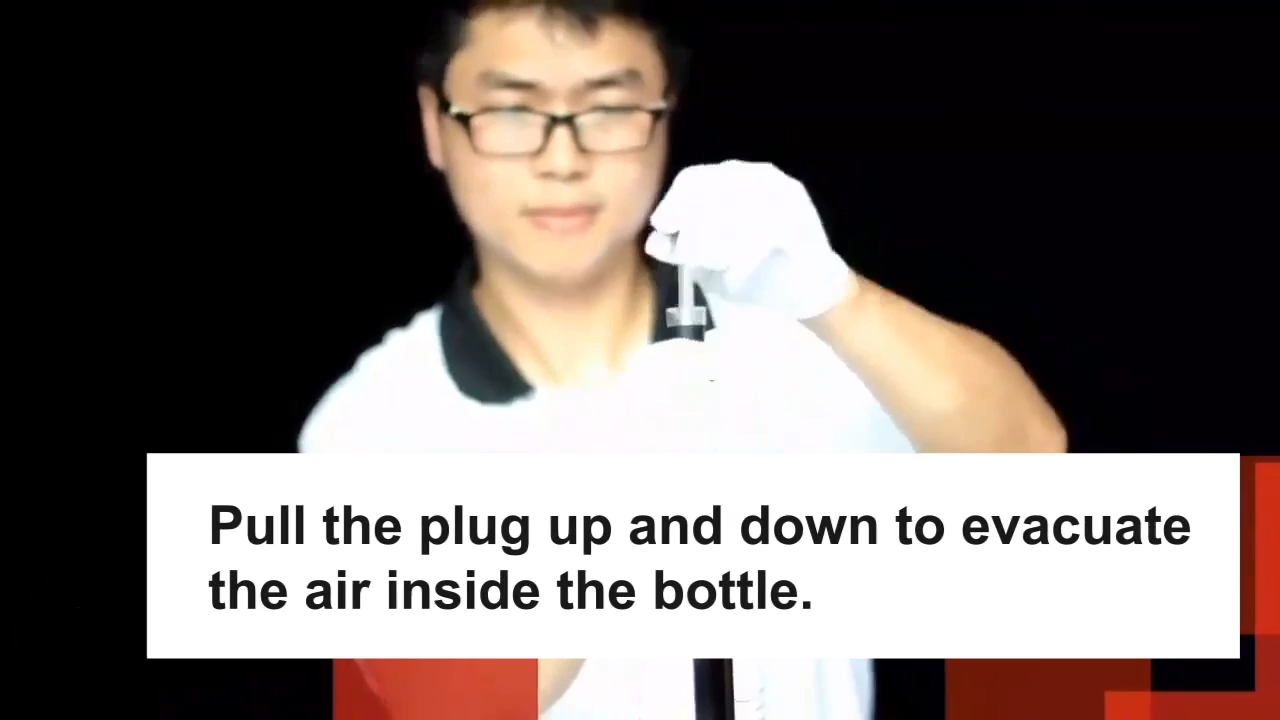 Pull the plug up and down to evacuate
the air inside the bottle.